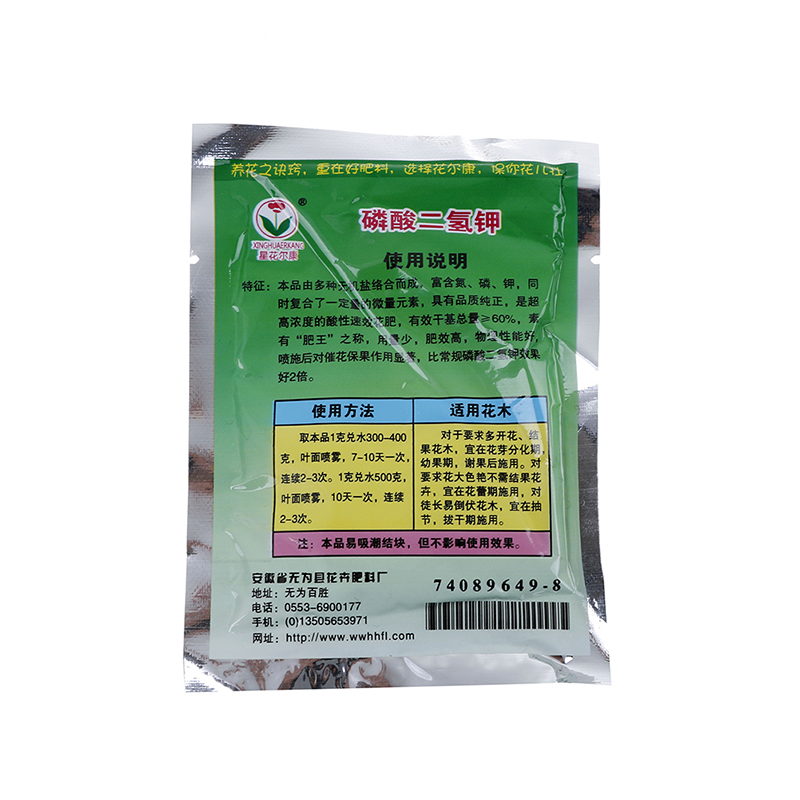 养花之诀窍，重在好肥料，选择花尔康，保你花儿壮
®
XINGHUAERKANG
星花尔康
磷酸二氢钾
使用说明
特征：本品由多种无机盐络合而成，富含氮、磷、钾，同
时复合了一定量的微量元素，具有品质纯正，是超
高浓度的酸性速效花肥，有效干基总量≥60%，素
有“肥王”之称，用量少，肥效高，物理性能好，
喷施后对催花保果作用显著，比常规磷酸二氢钾效果
好2倍。
使用方法
取本品1克兑水300-400
克，叶面喷雾，7-10天一次，
连续2-3次。1克兑水500克，
叶面喷雾，10天一次，连续
2-3次。
适用花木
对于要求多开花、结
果花木，宜在花芽分化期，
幼果期，谢果后施用。对
要求花大色艳不需结果花
卉，宜在花蕾期施用，对
徒长易倒伏花木，宜在抽
节，拔干期施用。
注：本品易吸潮结块，但不影响使用效果。
安徽省无为县花卉肥料厂
地址：无为百胜
电话：0553-6900177
手机：(0)13505653971
网址：http://www.wwhhfl.com
74089649-8